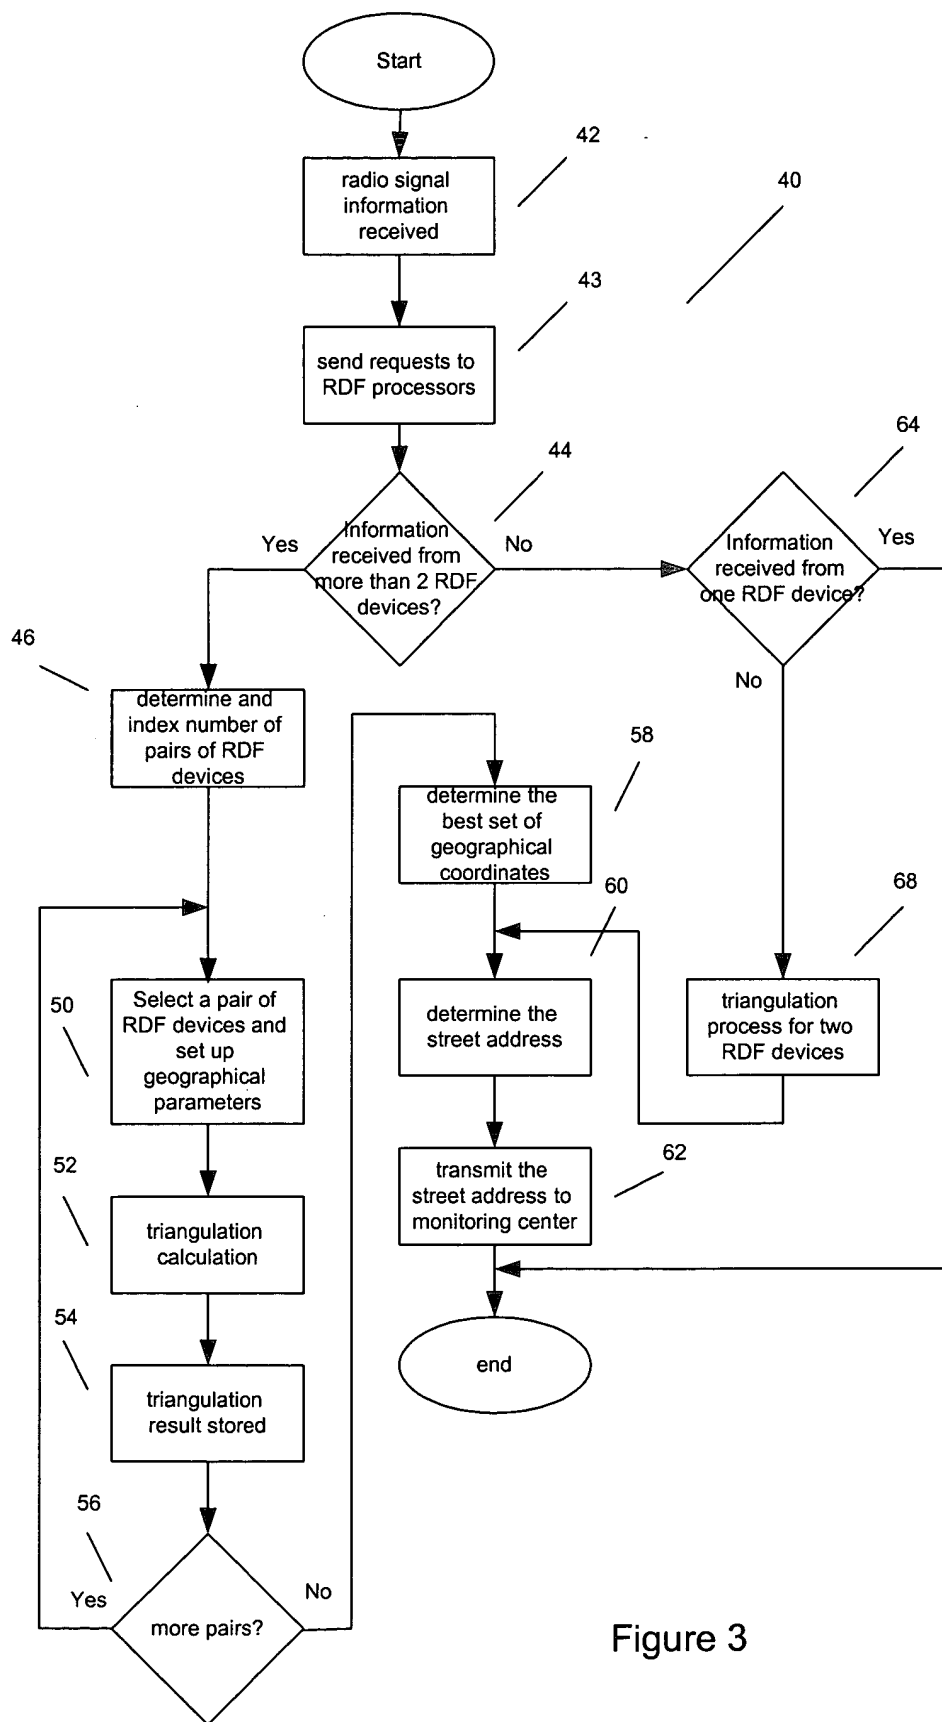 Start
42
radio signal
information
received
40
43
send requests to
RDF processors
44
64
Information
received from
more than 2 RDF
devices?
Yes
No
Information
received from
one RDF device?
Yes
No
46
determine and
index number of
pairs of RDF
devices
58
determine the
best set of
geographical
coordinates
60
68
50
Select a pair of
RDF devices and
set up
geographical
parameters
determine the
street address
triangulation
process for two
RDF devices
52
triangulation
calculation
62
transmit the
street address to
monitoring center
54
triangulation
result stored
end
56
Yes
No
more pairs?
Figure 3